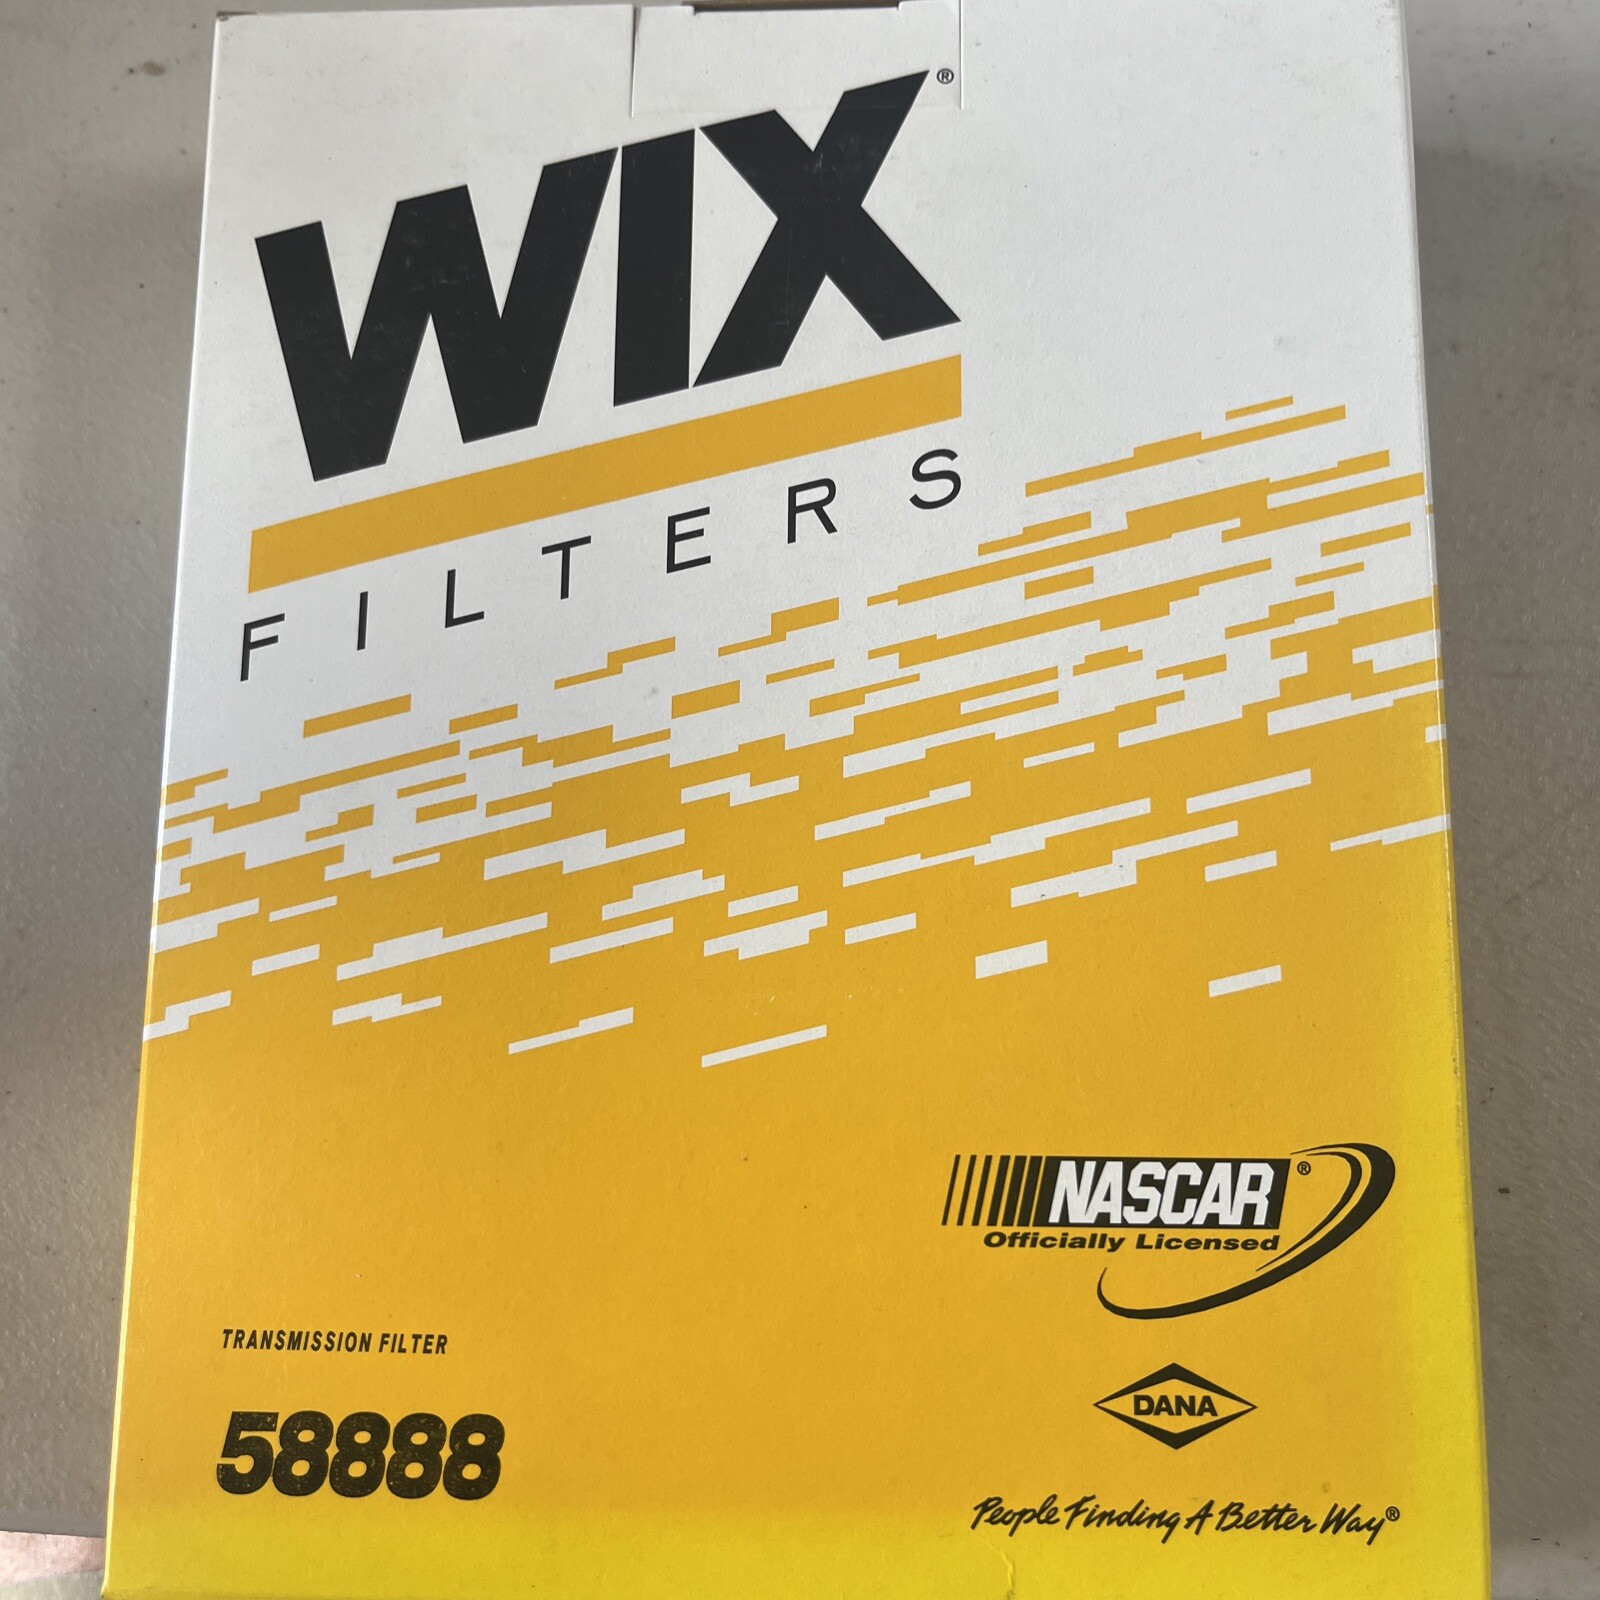 WIX®
FILTERS
NASCAR®
Officially Licensed
TRANSMISSION FILTER
DANA
58888
People Finding A Better Way®